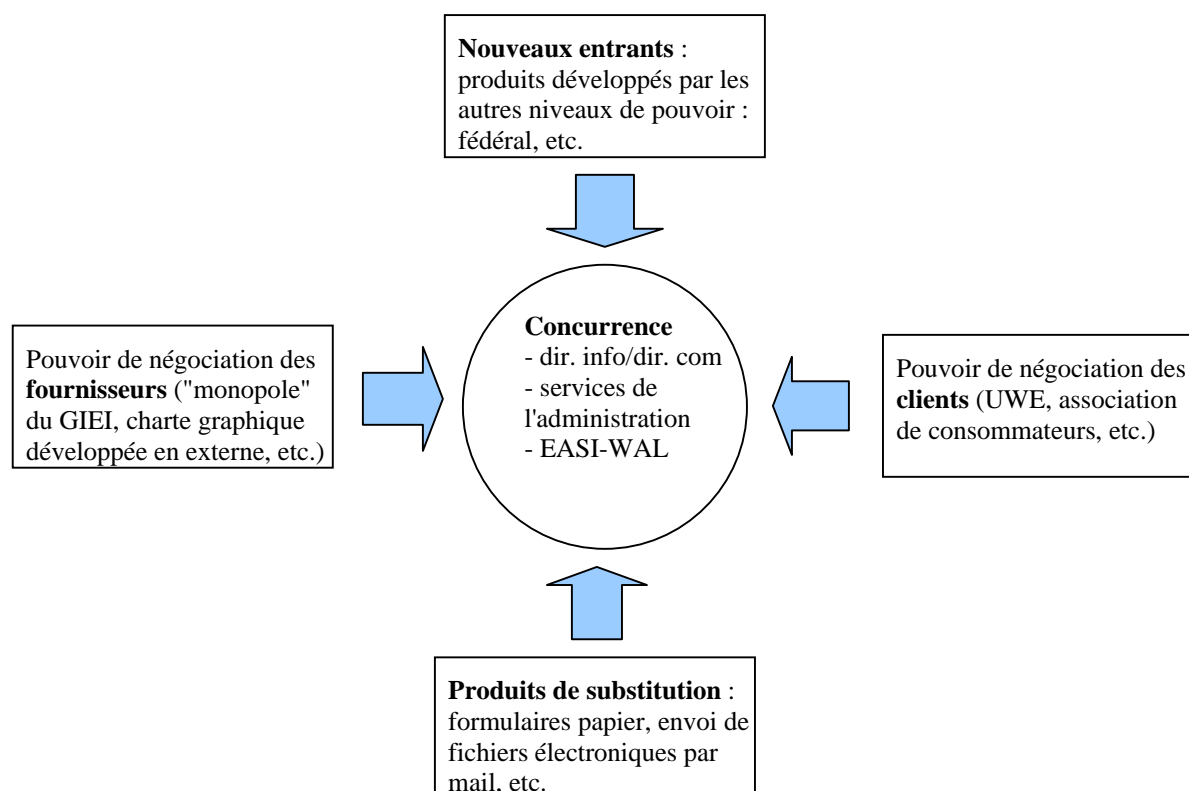 Nouveaux entrants :
produits développés par les
autres niveaux de pouvoir :
fédéral, etc.
Pouvoir de négociation des
fournisseurs ("monopole"
du GIEI, charte graphique
développée en externe, etc.)
Concurrence
- dir. info/dir. com
- services de
l'administration
- EASI-WAL
Pouvoir de négociation des
clients (UWE, association
de consommateurs, etc.)
Produits de substitution :
formulaires papier, envoi de
fichiers électroniques par
mail, etc.